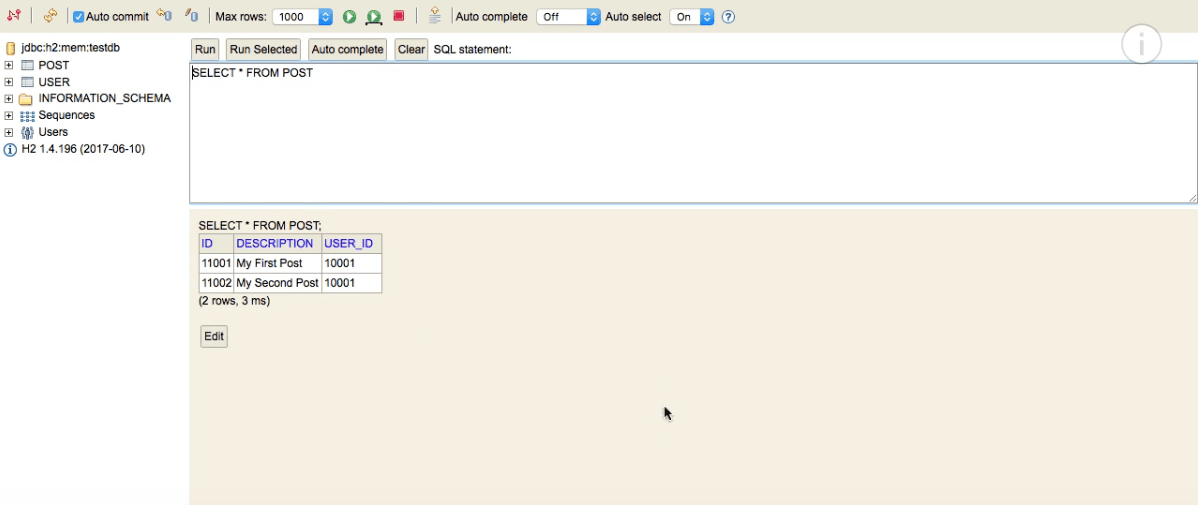 Auto commit Max rows: 1000 Auto complete Off Auto select On ?
jdbc:h2:mem:testdb
POST
USER
INFORMATION_SCHEMA
Sequences
Users
H2 1.4.196 (2017-06-10)
Run Run Selected Auto complete Clear SQL statement:
SELECT * FROM POST
SELECT * FROM POST;
ID DESCRIPTION USER_ID
11001 My First Post 10001
11002 My Second Post 10001
(2 rows, 3 ms)
Edit